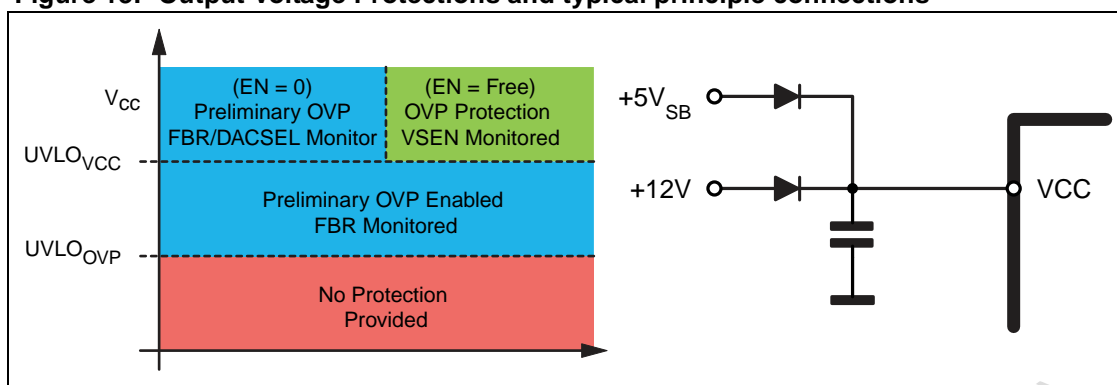 Figure 10. Output Voltage Protections and typical principle connections
VCC
(EN = 0)
Preliminary OVP
FBR/DACSEL Monitor
(EN = Free)
OVP Protection
VSEN Monitored
UVLOVCC
Preliminary OVP Enabled
FBR Monitored
UVLOOVP
No Protection
Provided
+5VSB
+12V
VCC